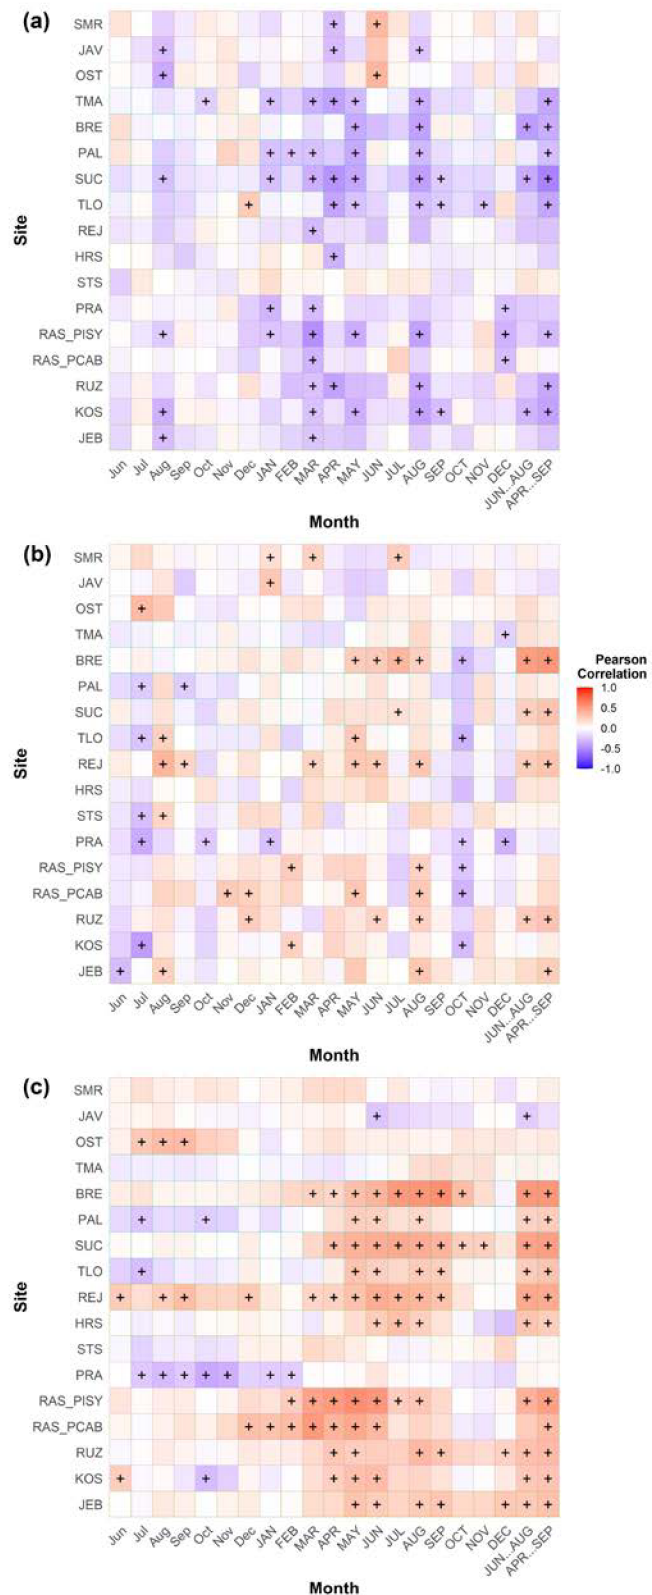 (a)
SMR
JAV
OST
TMA
BRE
PAL
SUC
TLO
REJ
HRS
STS
PRA
RAS_PISY
RAS_PCAB
RUZ
KOS
JEB
Site
Jun Jul Aug Sep Oct Nov Dec JAN FEB MAR APR MAY JUN JUL AUG SEP OCT NOV DEC JUN...AUG APR...SEP
Month
(b)
SMR
JAV
OST
TMA
BRE
PAL
SUC
TLO
REJ
HRS
STS
PRA
RAS_PISY
RAS_PCAB
RUZ
KOS
JEB
Site
Jun Jul Aug Sep Oct Nov Dec JAN FEB MAR APR MAY JUN JUL AUG SEP OCT NOV DEC JUN...AUG APR...SEP
Month
Pearson
Correlation
1.0
0.5
0.0
-0.5
-1.0
(c)
SMR
JAV
OST
TMA
BRE
PAL
SUC
TLO
REJ
HRS
STS
PRA
RAS_PISY
RAS_PCAB
RUZ
KOS
JEB
Site
Jun Jul Aug Sep Oct Nov Dec JAN FEB MAR APR MAY JUN JUL AUG SEP OCT NOV DEC JUN...AUG APR...SEP
Month